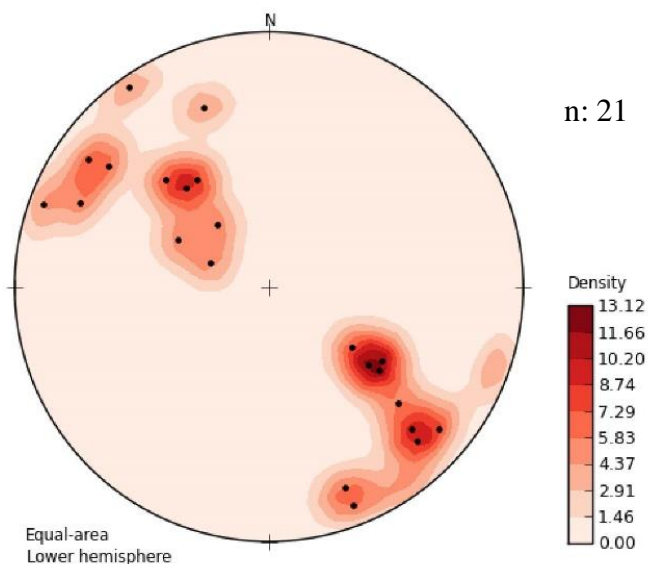 N
n: 21
Density
13.12
11.66
10.20
8.74
7.29
5.83
4.37
2.91
1.46
0.00
Equal-area
Lower hemisphere